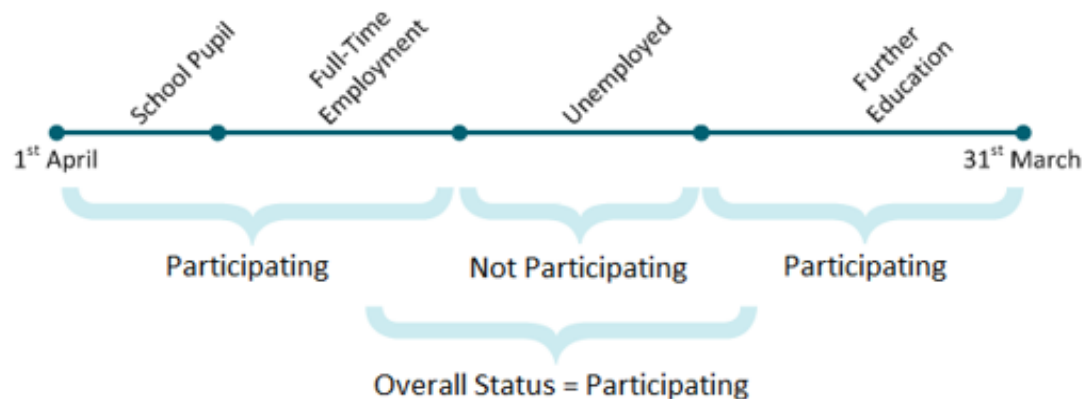 School Pupil
Full-Time
Employment
Unemployed
Further
Education
1st April
31st March
Participating
Not Participating
Participating
Overall Status = Participating